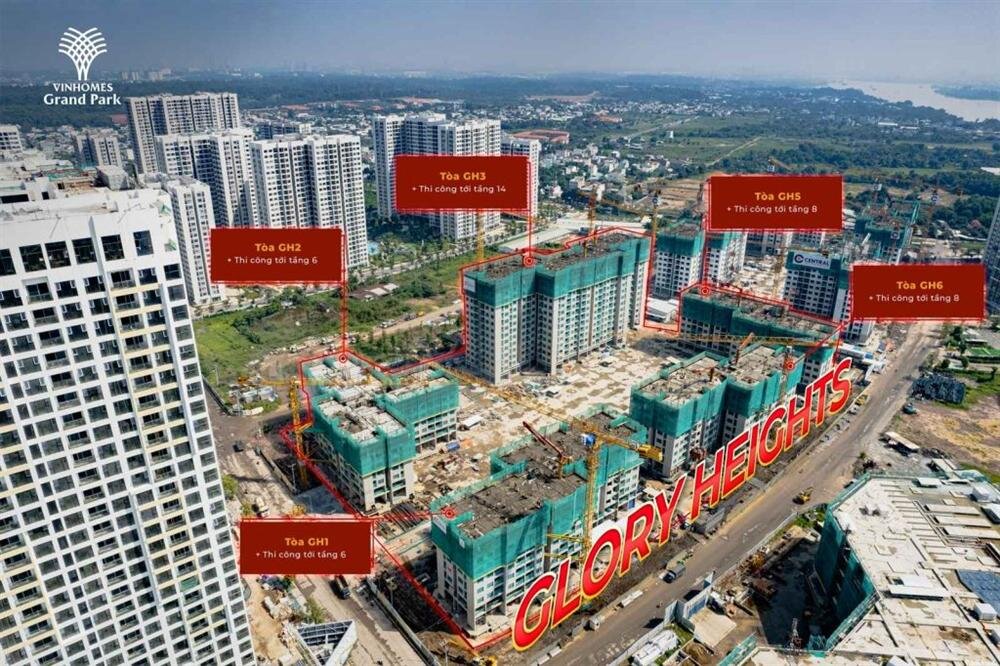 VINHOMES
Grand Park
Tòa GH3
+ Thi công tới tầng 14
Tòa GH5
+ Thi công tới tầng 8
Tòa GH2
+ Thi công tới tầng 6
CENTRAL
Tòa GH6
+ Thi công tới tầng 8
GLORY HEIGHTS
Tòa GH1
+ Thi công tới tầng 6